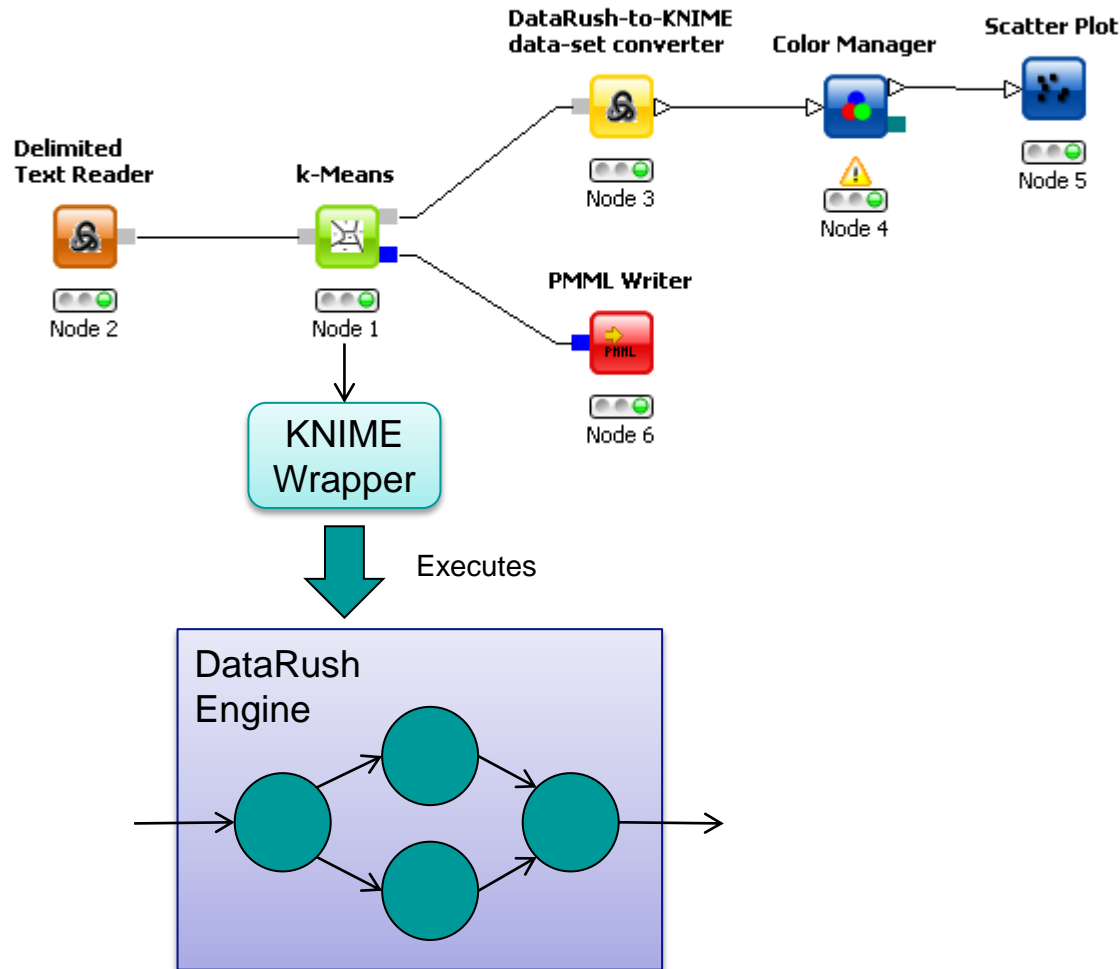 DataRush-to-KNIME
data-set converter
Color Manager
Scatter Plot
Delimited
Text Reader
k-Means
Node 3
Node 4
Node 5
Node 2
Node 1
PMML Writer
PMML
Node 6
KNIME
Wrapper
Executes
DataRush
Engine